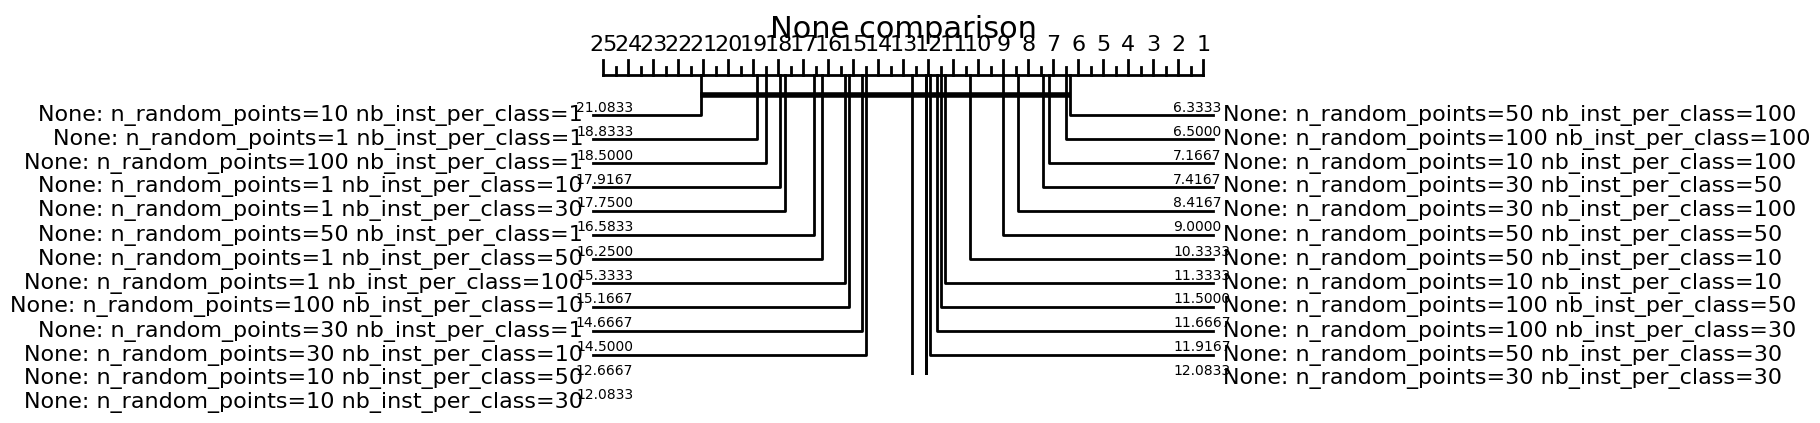 None comparison
25 24 23 22 21 20 19 18 17 16 15 14 13 12 11 10 9 8 7 6 5 4 3 2 1
21.0833 6.3333
None: n_random_points=10 nb_inst_per_class=1 None: n_random_points=50 nb_inst_per_class=100
18.8333 6.5000
None: n_random_points=1 nb_inst_per_class=1 None: n_random_points=100 nb_inst_per_class=100
18.5000 7.1667
None: n_random_points=100 nb_inst_per_class=1 None: n_random_points=10 nb_inst_per_class=100
17.9167 7.4167
None: n_random_points=1 nb_inst_per_class=10 None: n_random_points=30 nb_inst_per_class=50
17.7500 8.4167
None: n_random_points=1 nb_inst_per_class=30 None: n_random_points=30 nb_inst_per_class=100
16.5833 9.0000
None: n_random_points=50 nb_inst_per_class=1 None: n_random_points=50 nb_inst_per_class=50
16.2500 10.3333
None: n_random_points=1 nb_inst_per_class=50 None: n_random_points=50 nb_inst_per_class=10
15.3333 11.3333
None: n_random_points=1 nb_inst_per_class=100 None: n_random_points=10 nb_inst_per_class=10
15.1667 11.5000
None: n_random_points=100 nb_inst_per_class=10 None: n_random_points=100 nb_inst_per_class=50
14.6667 11.6667
None: n_random_points=30 nb_inst_per_class=1 None: n_random_points=100 nb_inst_per_class=30
14.5000 11.9167
None: n_random_points=30 nb_inst_per_class=10 None: n_random_points=50 nb_inst_per_class=30
12.6667 12.0833
None: n_random_points=10 nb_inst_per_class=50 None: n_random_points=30 nb_inst_per_class=30
12.0833
None: n_random_points=10 nb_inst_per_class=30